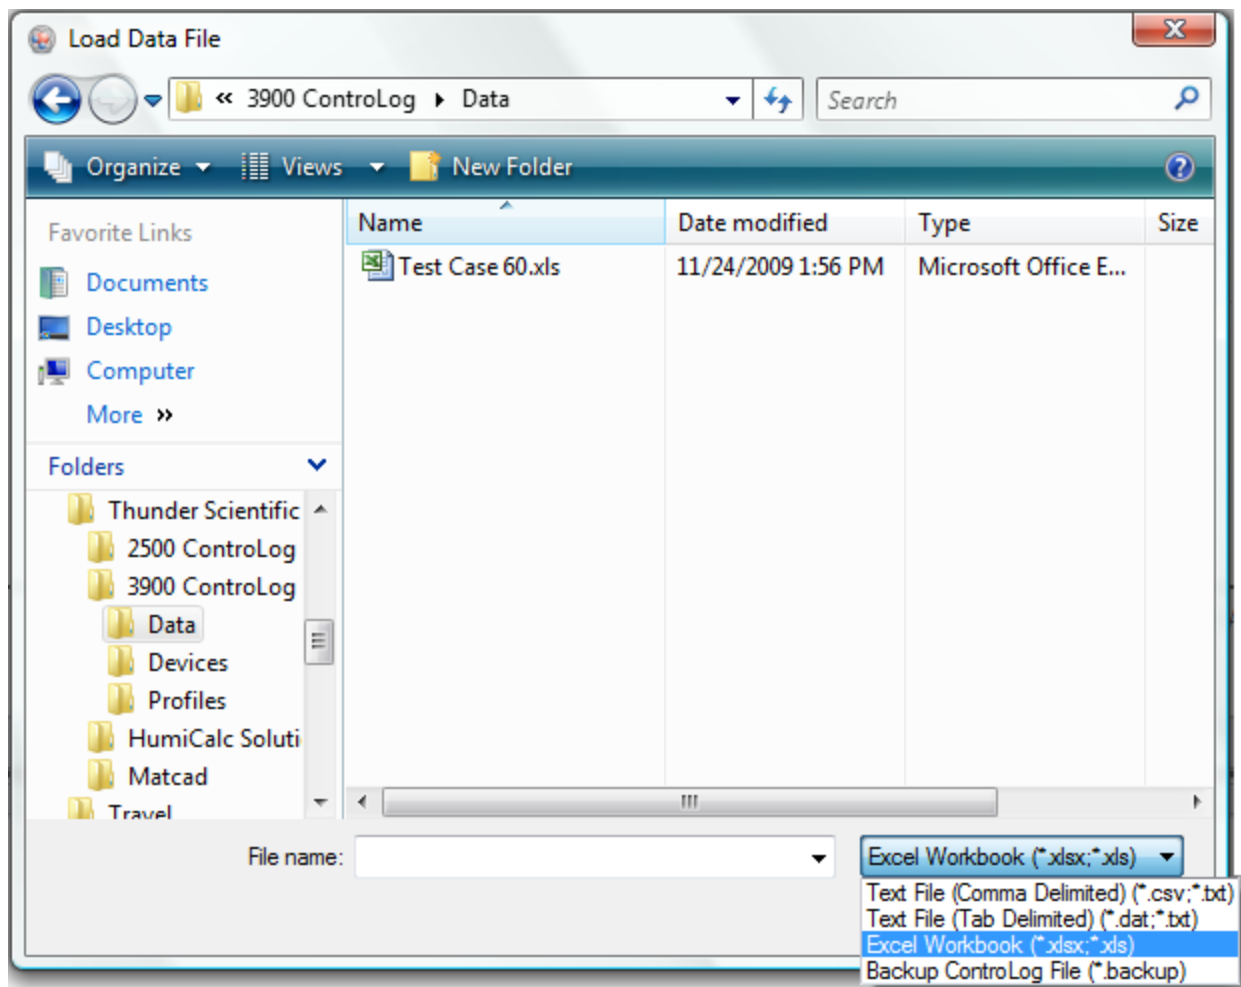 Load Data File
« 3900 ControLog ▸ Data
Search
Organize
Views
New Folder
Favorite Links
Documents
Desktop
Computer
More »
Folders
Thunder Scientific
2500 ControLog
3900 ControLog
Data
Devices
Profiles
HumiCalc Soluti
Matcad
Travel
Name Date modified Type Size
Test Case 60.xls 11/24/2009 1:56 PM Microsoft Office E...
File name:
Excel Workbook (*.xlsx;*.xls)
Text File (Comma Delimited) (*.csv;*.txt)
Text File (Tab Delimited) (*.dat;*.txt)
Excel Workbook (*.xlsx;*.xls)
Backup ControLog File (*.backup)